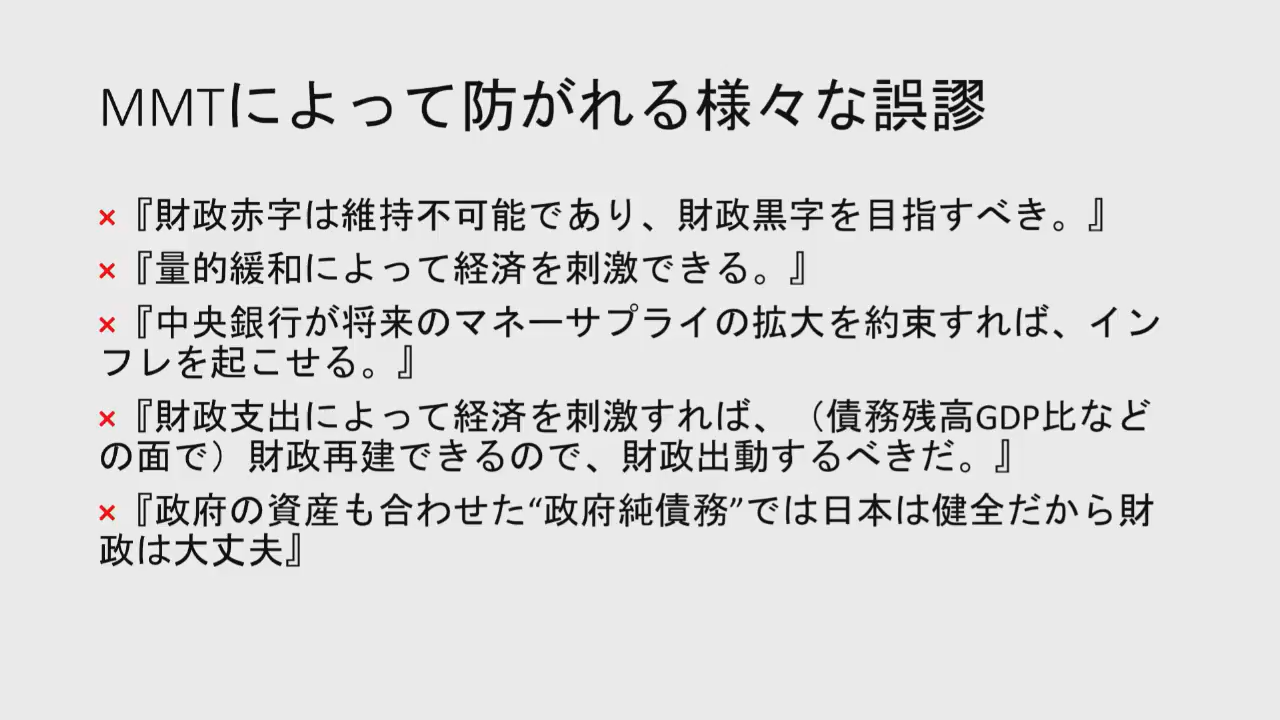 MMTによって防がれる様々な誤謬
×『財政赤字は維持不可能であり、財政黒字を目指すべき。』
×『量的緩和によって経済を刺激できる。』
×『中央銀行が将来のマネーサプライの拡大を約束すれば、イン
フレを起こせる。』
×『財政支出によって経済を刺激すれば、（債務残高GDP比など
の面で）財政再建できるので、財政出動するべきだ。』
×『政府の資産も合わせた“政府純債務”では日本は健全だから財
政は大丈夫』